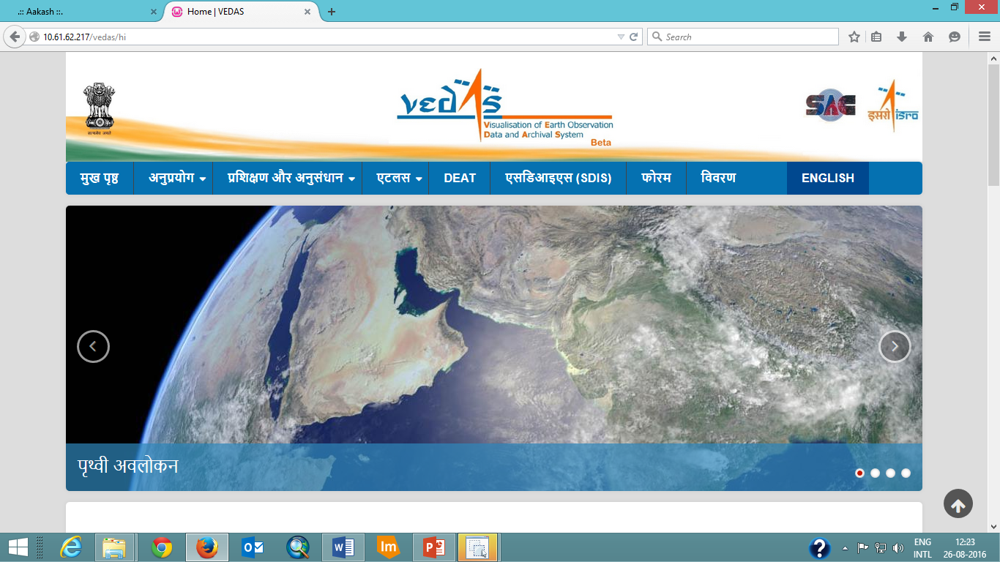 .:: Aakash ::.
Home | VEDAS
10.61.62.217/vedas/hi
Search
सत्यमेव जयते
vedas
Visualisation of Earth Observation
Data and Archival System
Beta
SAC
इसरो isro
मुख पृष्ठ
अनुप्रयोग
प्रशिक्षण और अनुसंधान
एटलस
DEAT
एसडिआइएस (SDIS)
फोरम
विवरण
ENGLISH
पृथ्वी अवलोकन
Im
ENG
INTL
12:23
26-08-2016